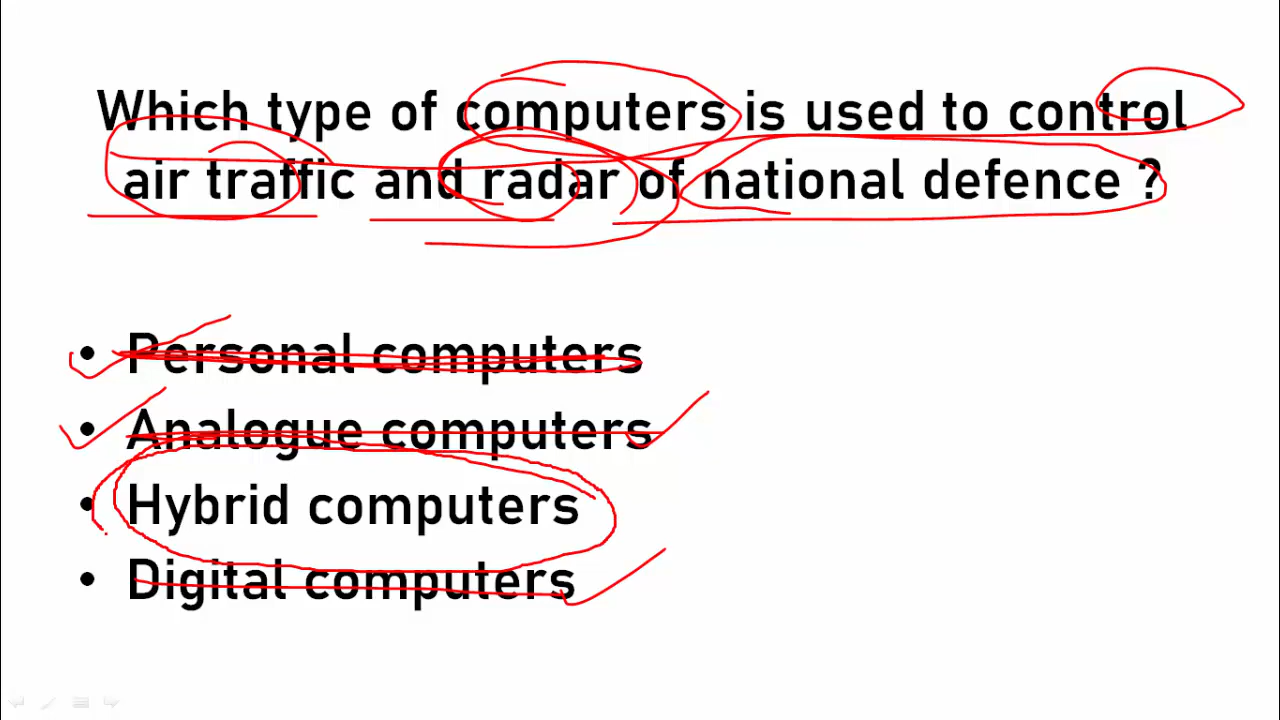 Which type of computers is used to control
air traffic and radar of national defence ?
• Personal computers
• Analogue computers
• Hybrid computers
• Digital computers